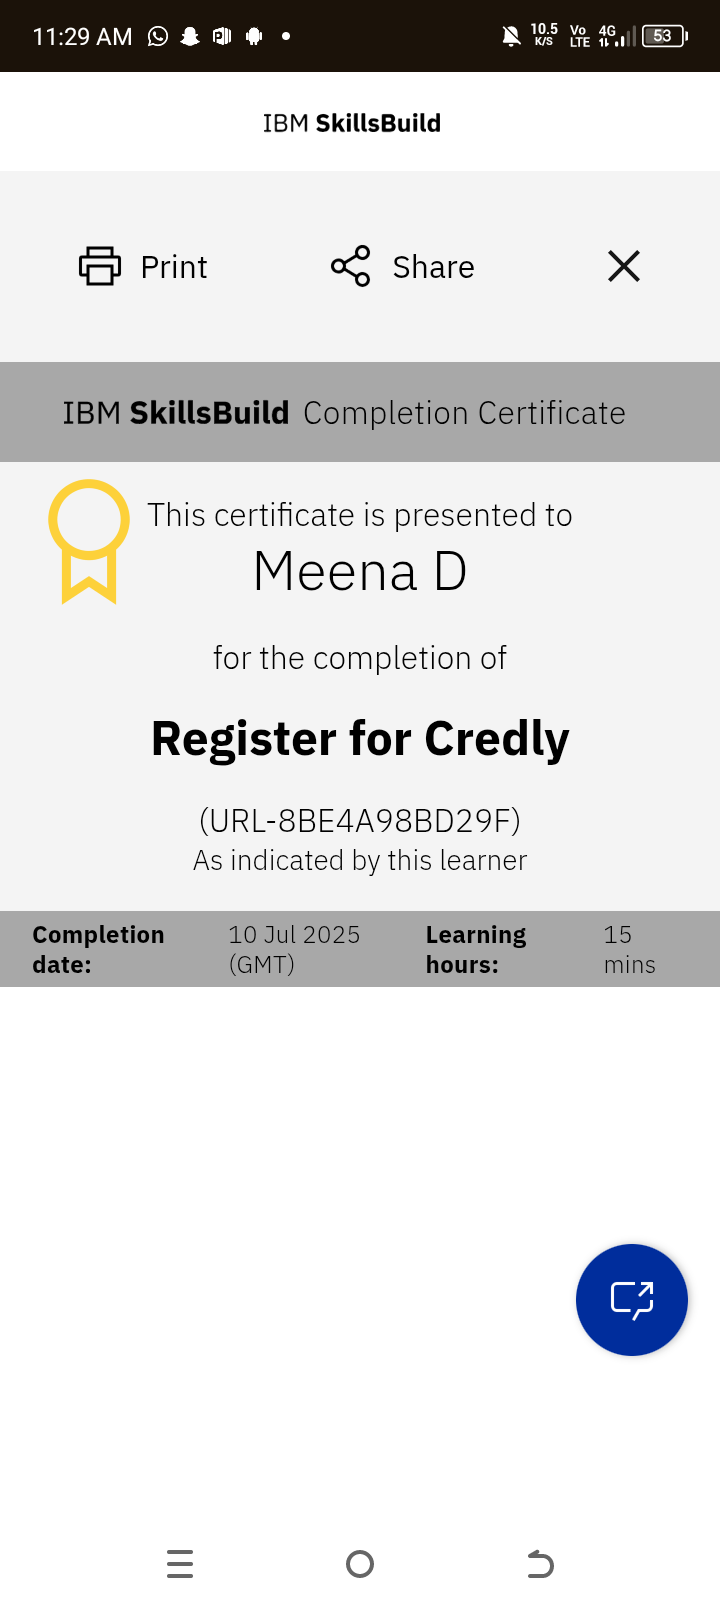 11:29 AM
10.5 K/S
Vo LTE
4G
53
IBM SkillsBuild
Print
Share
IBM SkillsBuild Completion Certificate
This certificate is presented to
Meena D
for the completion of
Register for Credly
(URL-8BE4A98BD29F)
As indicated by this learner
Completion date:
10 Jul 2025 (GMT)
Learning hours:
15 mins